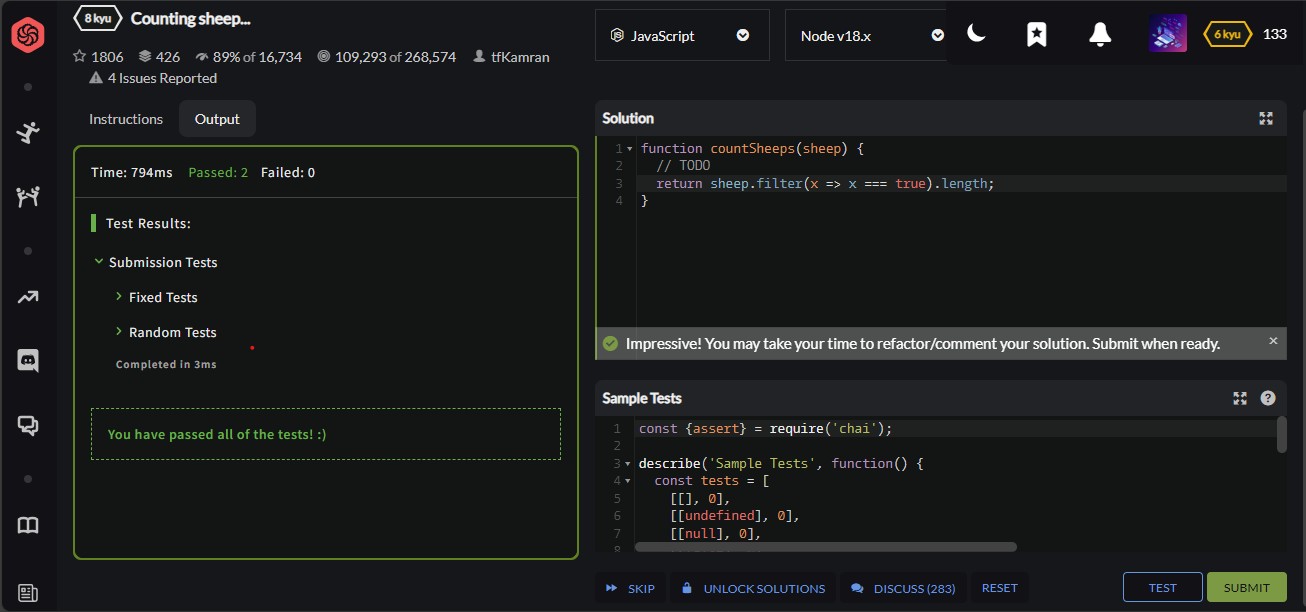 8 kyu Counting sheep...
1806 426 89% of 16,734 109,293 of 268,574 tfKamran
4 Issues Reported
JavaScript Node v18.x 6 kyu 133
Instructions Output
Time: 794ms Passed: 2 Failed: 0
Test Results:
Submission Tests
Fixed Tests
Random Tests
Completed in 3ms
You have passed all of the tests! :)
Solution
1 function countSheeps(sheep) {
2 // TODO
3 return sheep.filter(x => x === true).length;
4 }
Impressive! You may take your time to refactor/comment your solution. Submit when ready.
Sample Tests
1 const {assert} = require('chai');
2
3 describe('Sample Tests', function() {
4 const tests = [
5 [[], 0],
6 [[undefined], 0],
7 [[null], 0],
8
SKIP UNLOCK SOLUTIONS DISCUSS (283) RESET TEST SUBMIT